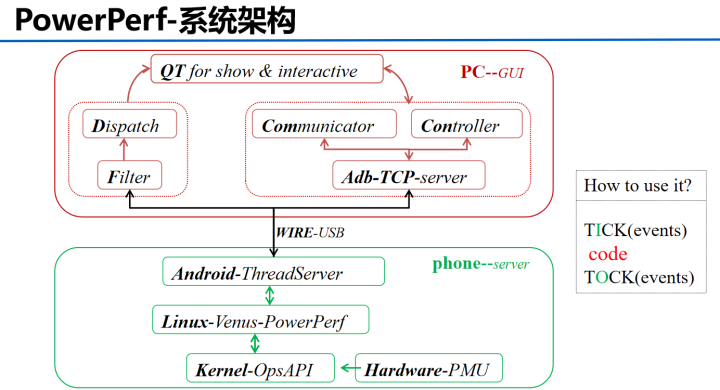 PowerPerf-系统架构
QT for show & interactive
PC--GUI
Dispatch
Communicator
Controller
Filter
Adb-TCP-server
How to use it?
TICK(events)
code
TOCK(events)
WIRE-USB
Android-ThreadServer
phone--server
Linux-Venus-PowerPerf
Kernel-OpsAPI
Hardware-PMU